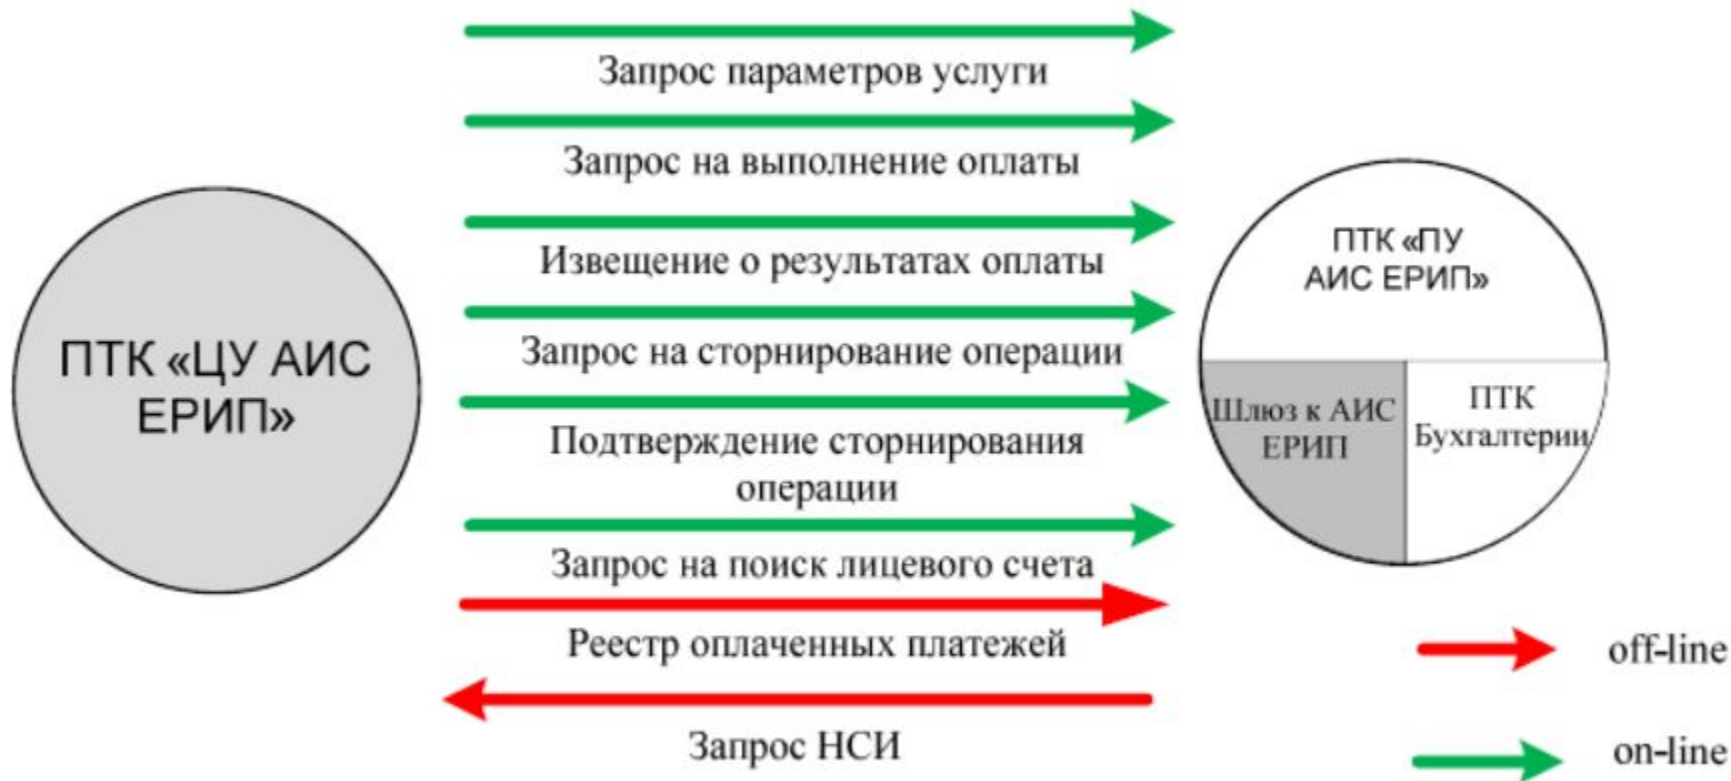 Запрос параметров услуги
Запрос на выполнение оплаты
Извещение о результатах оплаты
Запрос на сторнирование операции
Подтверждение сторнирования
операции
Запрос на поиск лицевого счета
Реестр оплаченных платежей
Запрос НСИ
ПТК «ЦУ АИС
ЕРИП»
ПТК «ПУ
АИС ЕРИП»
Шлюз к АИС
ЕРИП
ПТК
Бухгалтерии
off-line
on-line